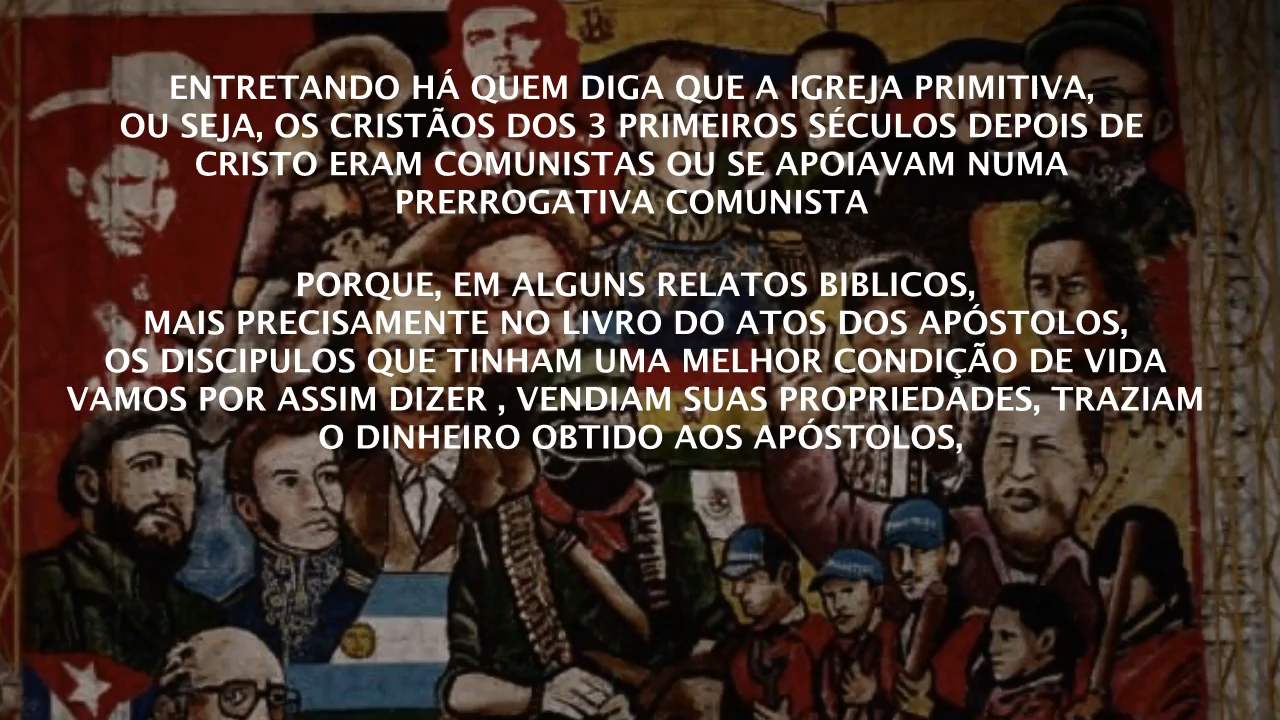 ENTRETANDO HÁ QUEM DIGA QUE A IGREJA PRIMITIVA,
OU SEJA, OS CRISTÃOS DOS 3 PRIMEIROS SÉCULOS DEPOIS DE
CRISTO ERAM COMUNISTAS OU SE APOIAVAM NUMA
PRERROGATIVA COMUNISTA
PORQUE, EM ALGUNS RELATOS BIBLICOS,
MAIS PRECISAMENTE NO LIVRO DO ATOS DOS APÓSTOLOS,
OS DISCIPULOS QUE TINHAM UMA MELHOR CONDIÇÃO DE VIDA
VAMOS POR ASSIM DIZER , VENDIAM SUAS PROPRIEDADES, TRAZIAM
O DINHEIRO OBTIDO AOS APÓSTOLOS,